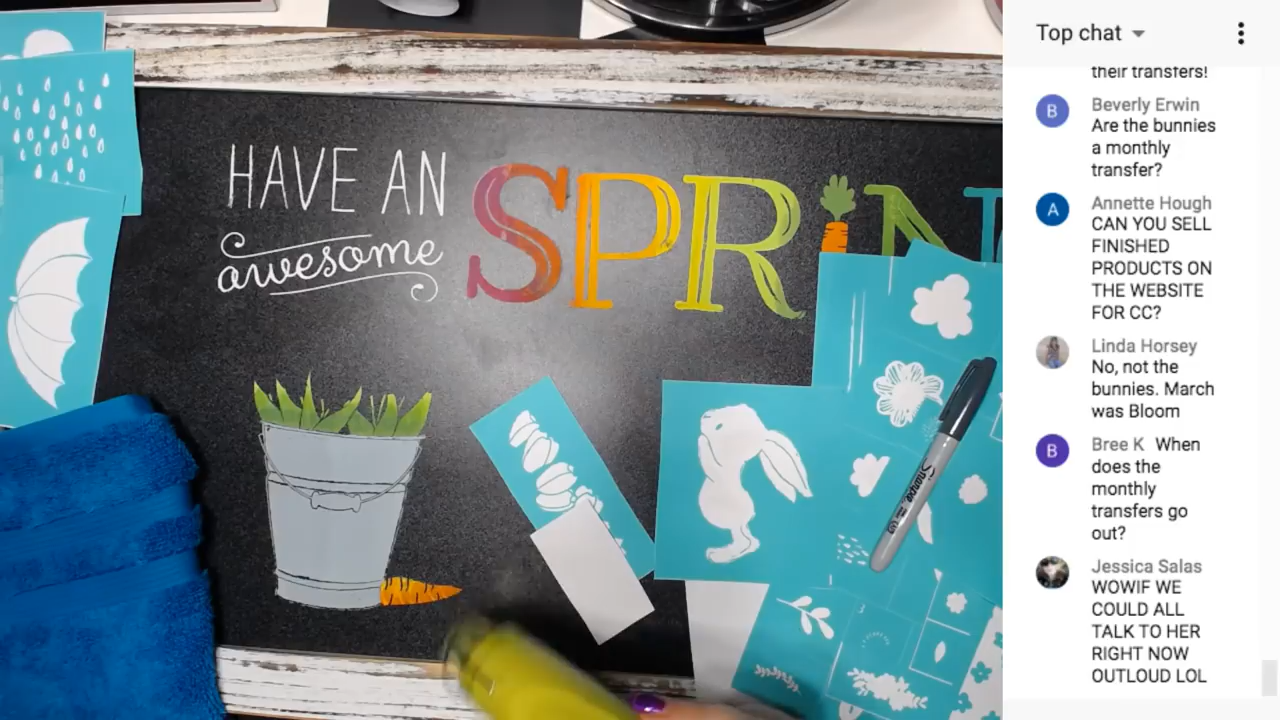 HAVE AN
awesome
SPRIN
Sharpie
Top chat
their transfers!
Beverly Erwin
Are the bunnies
a monthly
transfer?
Annette Hough
CAN YOU SELL
FINISHED
PRODUCTS ON
THE WEBSITE
FOR CC?
Linda Horsey
No, not the
bunnies. March
was Bloom
Bree K When
does the
monthly
transfers go
out?
Jessica Salas
WOWIF WE
COULD ALL
TALK TO HER
RIGHT NOW
OUTLOUD LOL
B
A
B